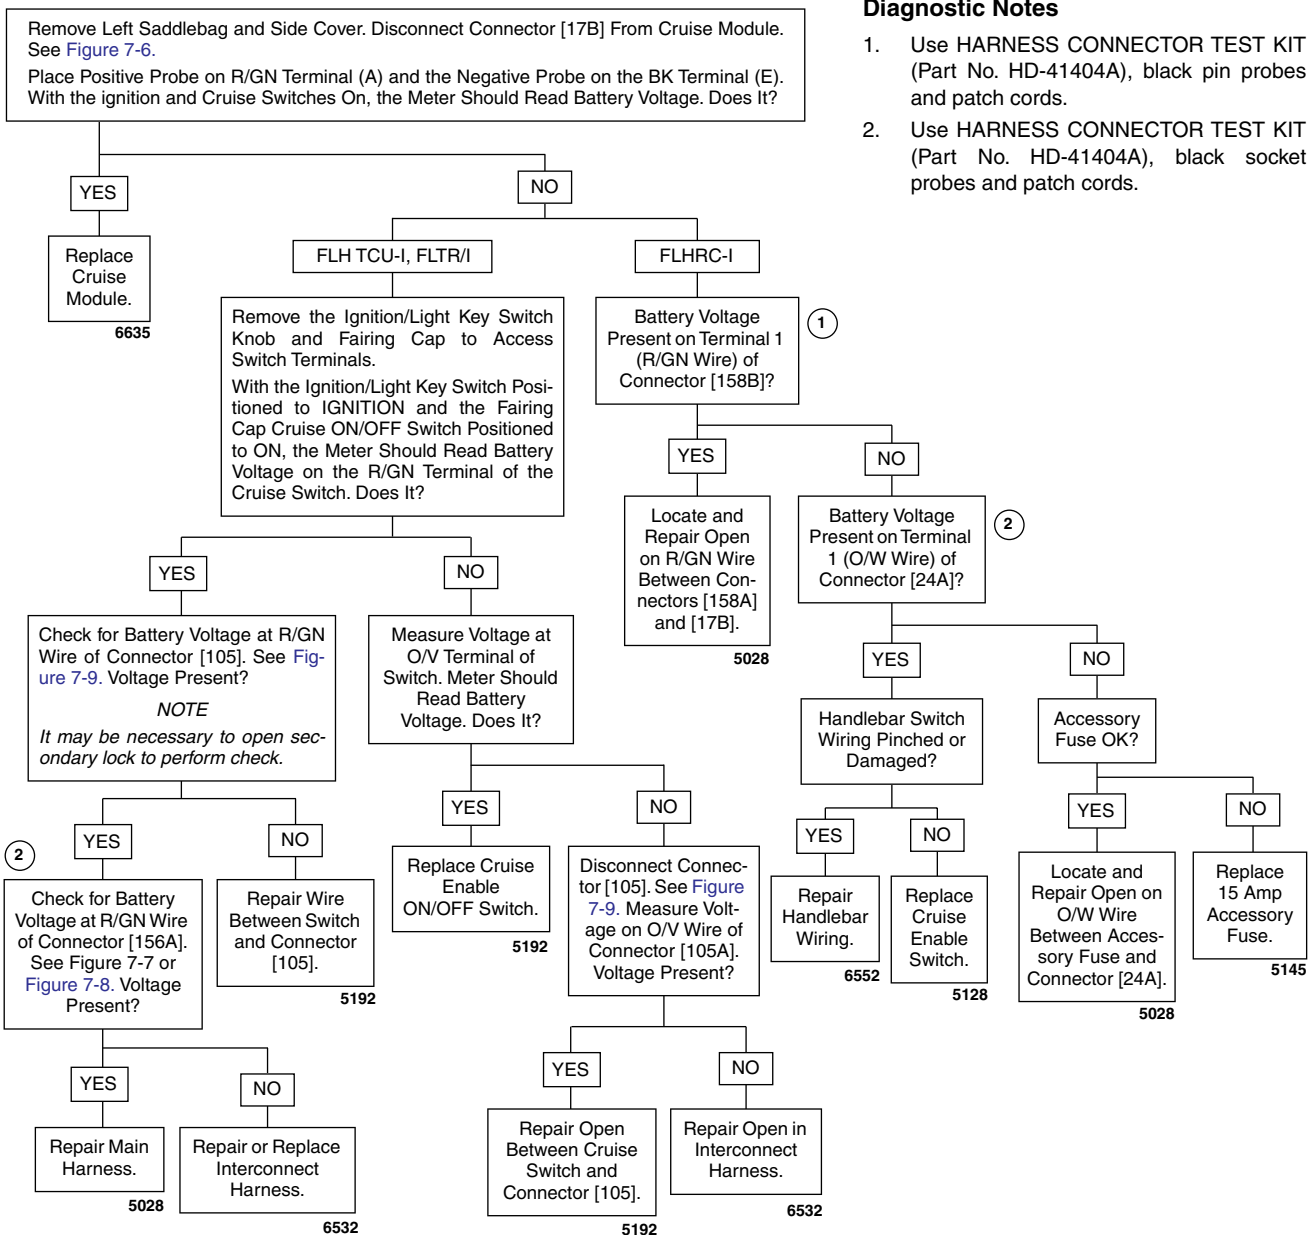 Remove Left Saddlebag and Side Cover. Disconnect Connector [17B] From Cruise Module.
See Figure 7-6.
Place Positive Probe on R/GN Terminal (A) and the Negative Probe on the BK Terminal (E).
With the ignition and Cruise Switches On, the Meter Should Read Battery Voltage. Does It?
Diagnostic Notes
1. Use HARNESS CONNECTOR TEST KIT
(Part No. HD-41404A), black pin probes
and patch cords.
2. Use HARNESS CONNECTOR TEST KIT
(Part No. HD-41404A), black socket
probes and patch cords.
YES
NO
Replace
Cruise
Module.
6635
FLH TCU-I, FLTR/I
FLHRC-I
Remove the Ignition/Light Key Switch
Knob and Fairing Cap to Access
Switch Terminals.
With the Ignition/Light Key Switch Posi-
tioned to IGNITION and the Fairing
Cap Cruise ON/OFF Switch Positioned
to ON, the Meter Should Read Battery
Voltage on the R/GN Terminal of the
Cruise Switch. Does It?
Battery Voltage
Present on Terminal 1
(R/GN Wire) of
Connector [158B]?
1
YES
NO
Locate and
Repair Open
on R/GN Wire
Between Con-
nectors [158A]
and [17B].
5028
Battery Voltage
Present on Terminal
1 (O/W Wire) of
Connector [24A]?
2
YES
NO
YES
NO
Check for Battery Voltage at R/GN
Wire of Connector [105]. See Fig-
ure 7-9. Voltage Present?
NOTE
It may be necessary to open sec-
ondary lock to perform check.
Measure Voltage at
O/V Terminal of
Switch. Meter Should
Read Battery
Voltage. Does It?
Handlebar Switch
Wiring Pinched or
Damaged?
Accessory
Fuse OK?
YES
NO
YES
NO
YES
NO
YES
NO
2
Check for Battery
Voltage at R/GN Wire
of Connector [156A].
See Figure 7-7 or
Figure 7-8. Voltage
Present?
Repair Wire
Between Switch
and Connector
[105].
5192
Replace Cruise
Enable
ON/OFF Switch.
5192
Disconnect Connec-
tor [105]. See Figure
7-9. Measure Volt-
age on O/V Wire of
Connector [105A].
Voltage Present?
Repair
Handlebar
Wiring.
6552
Replace
Cruise
Enable
Switch.
5128
Locate and
Repair Open on
O/W Wire
Between Acces-
sory Fuse and
Connector [24A].
5028
Replace
15 Amp
Accessory
Fuse.
5145
YES
NO
YES
NO
Repair Main
Harness.
5028
Repair or Replace
Interconnect
Harness.
6532
Repair Open
Between Cruise
Switch and
Connector [105].
5192
Repair Open in
Interconnect
Harness.
6532